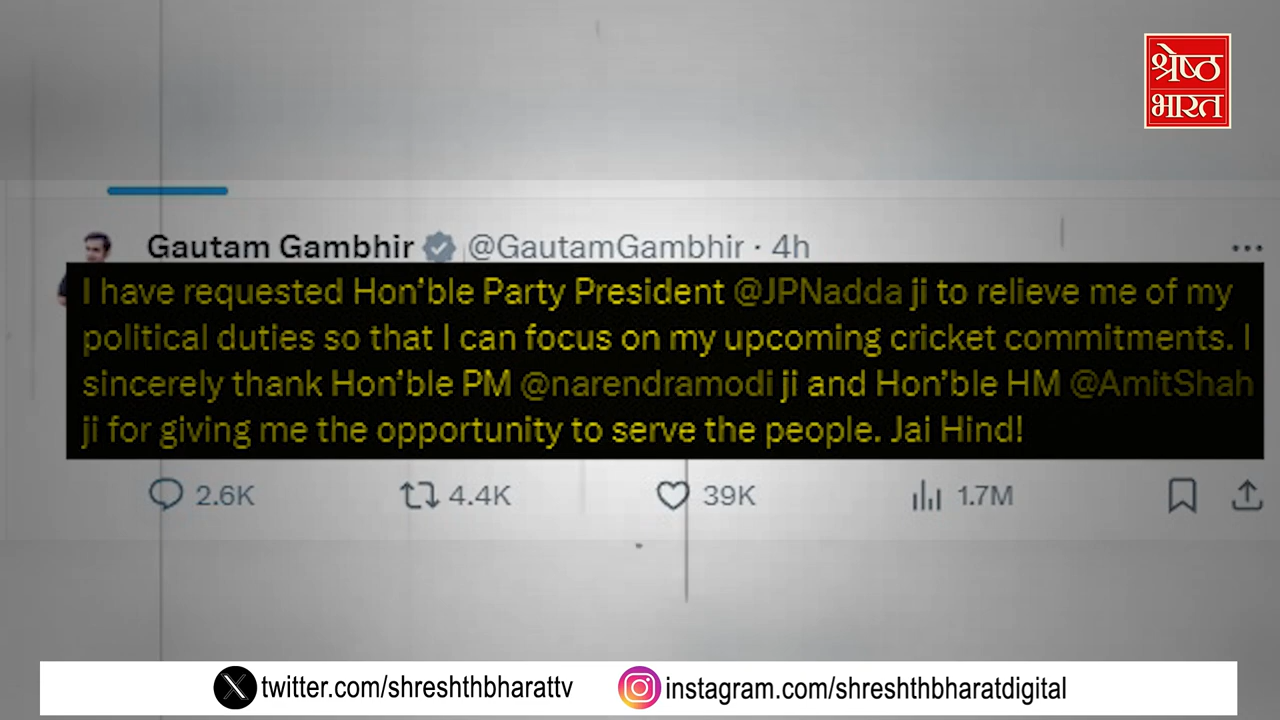 श्रेष्ठ
भारत
Gautam Gambhir @GautamGambhir · 4h
I have requested Hon'ble Party President @JPNadda ji to relieve me of my
political duties so that I can focus on my upcoming cricket commitments. I
sincerely thank Hon'ble PM @narendramodi ji and Hon'ble HM @AmitShah
ji for giving me the opportunity to serve the people. Jai Hind!
2.6K 4.4K 39K 1.7M
twitter.com/shreshthbharattv instagram.com/shreshthbharatdigital